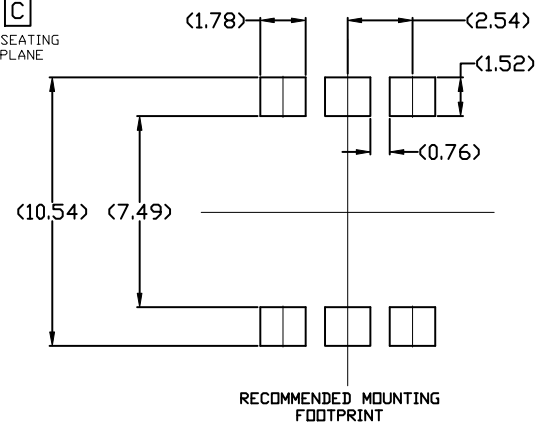 C
SEATING
PLANE
(1.78)
(2.54)
(1.52)
(0.76)
(10.54)
(7.49)
RECOMMENDED MOUNTING
FOOTPRINT